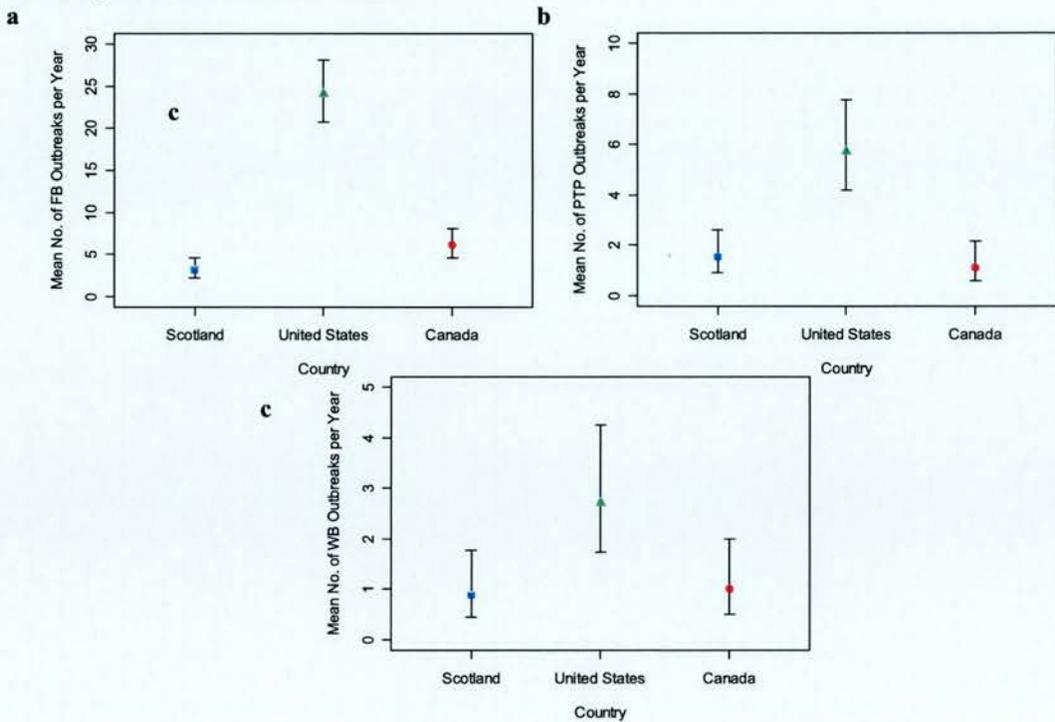 a
Mean No. of FB Outbreaks per Year
30
25
20
15
10
5
0
c
Scotland United States Canada
Country
b
Mean No. of PTP Outbreaks per Year
10
8
6
4
2
0
Scotland United States Canada
Country
c
Mean No. of WB Outbreaks per Year
5
4
3
2
1
0
Scotland United States Canada
Country